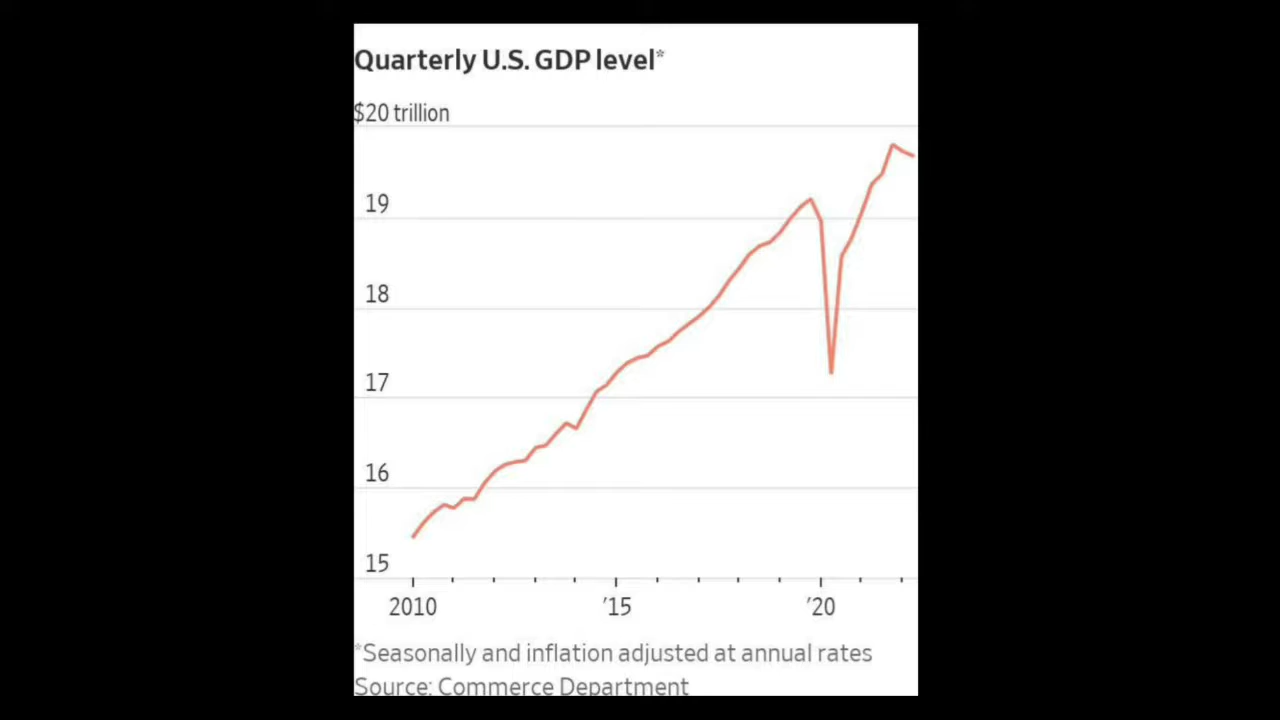 Quarterly U.S. GDP level*
$20 trillion
19
18
17
16
15
2010 ’15 ’20
*Seasonally and inflation adjusted at annual rates
Source: Commerce Department